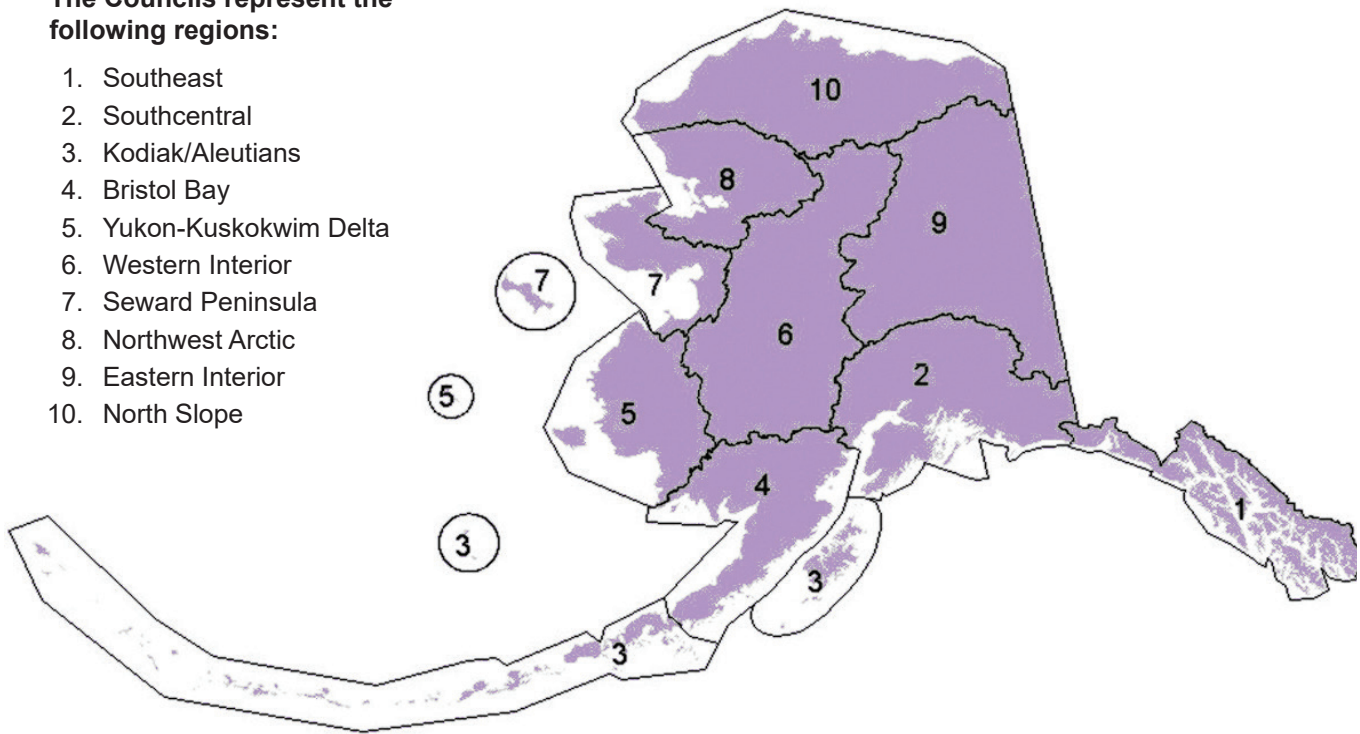 The Councils represent the
following regions:
1. Southeast
2. Southcentral
3. Kodiak/Aleutians
4. Bristol Bay
5. Yukon-Kuskokwim Delta
6. Western Interior
7. Seward Peninsula
8. Northwest Arctic
9. Eastern Interior
10. North Slope
10
8
9
7
7
6
2
5
5
4
1
3
3
3